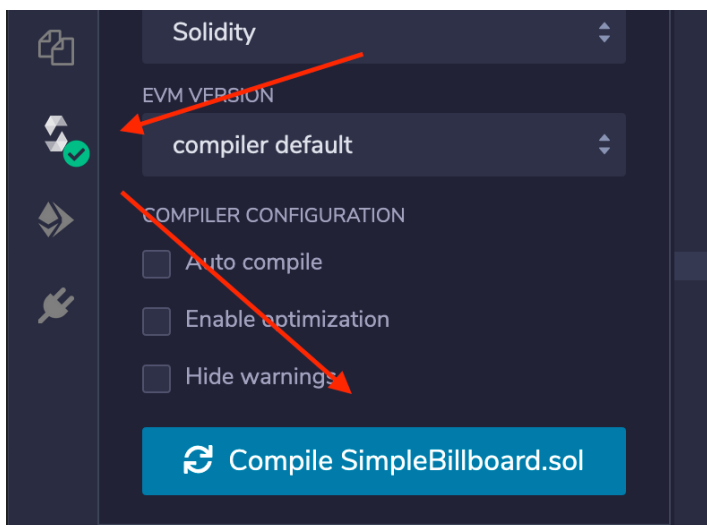 Solidity
EVM VERSION
compiler default
COMPILER CONFIGURATION
Auto compile
Enable optimization
Hide warnings
Compile SimpleBillboard.sol